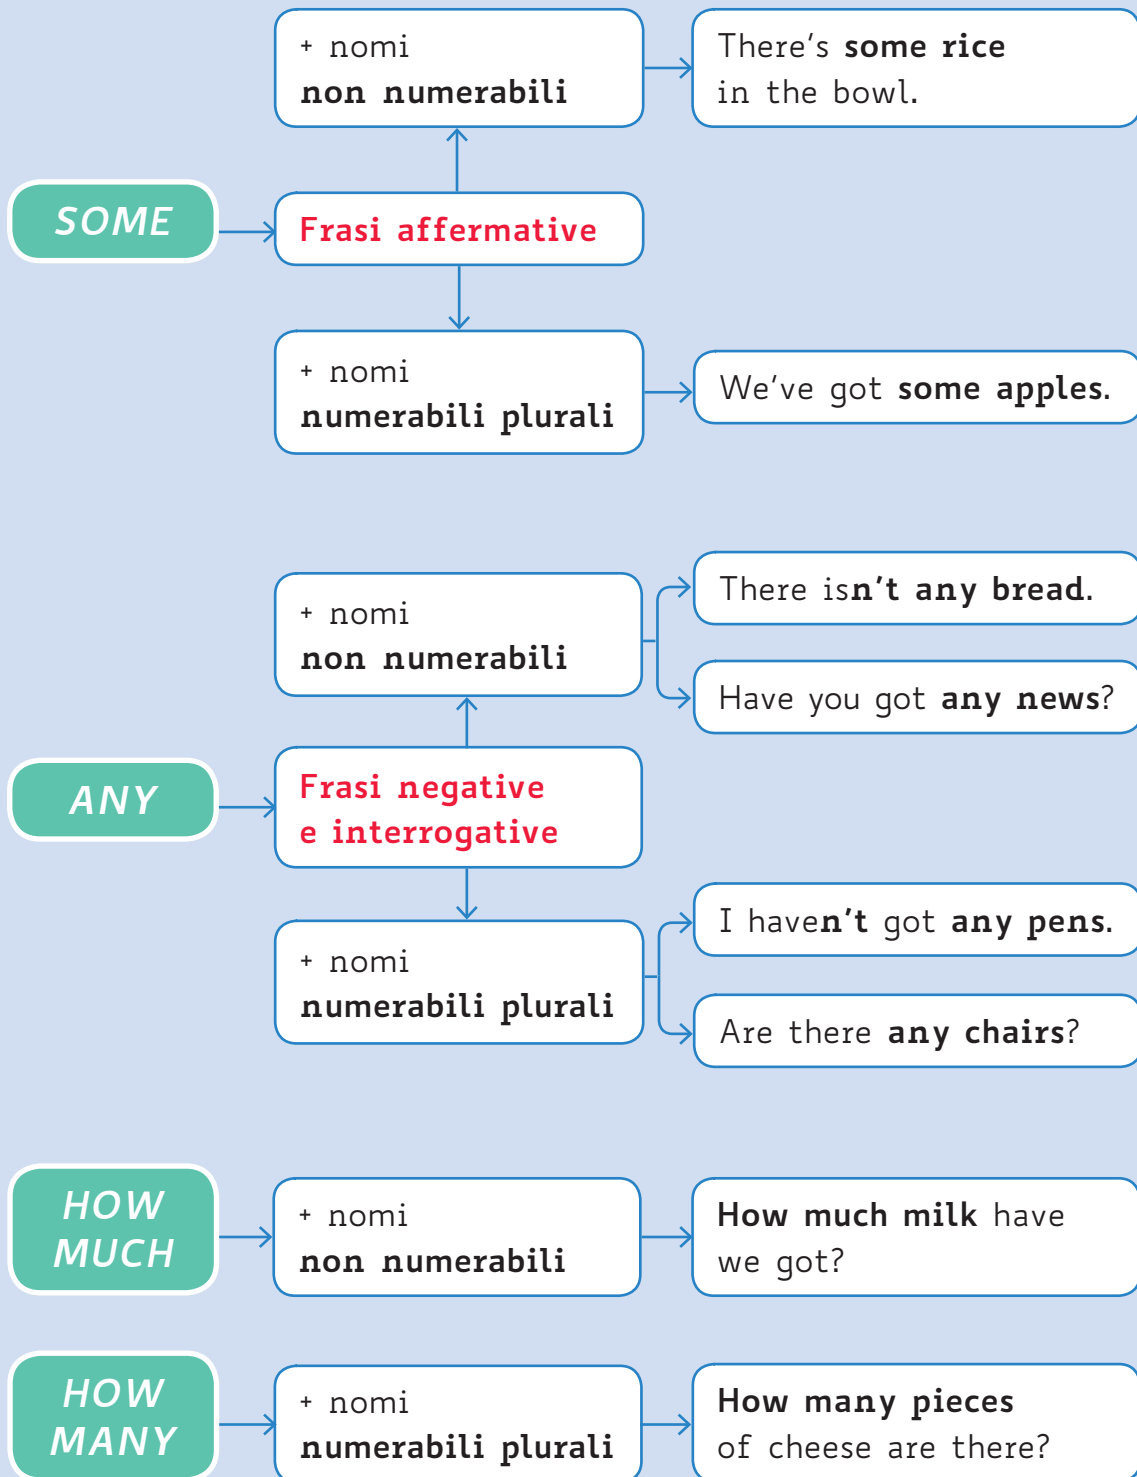 + nomi
non numerabili
There's some rice
in the bowl.
SOME
Frasi affermative
+ nomi
numerabili plurali
We've got some apples.
+ nomi
non numerabili
There isn't any bread.
Have you got any news?
ANY
Frasi negative
e interrogative
+ nomi
numerabili plurali
I haven't got any pens.
Are there any chairs?
HOW
MUCH
+ nomi
non numerabili
How much milk have
we got?
HOW
MANY
+ nomi
numerabili plurali
How many pieces
of cheese are there?